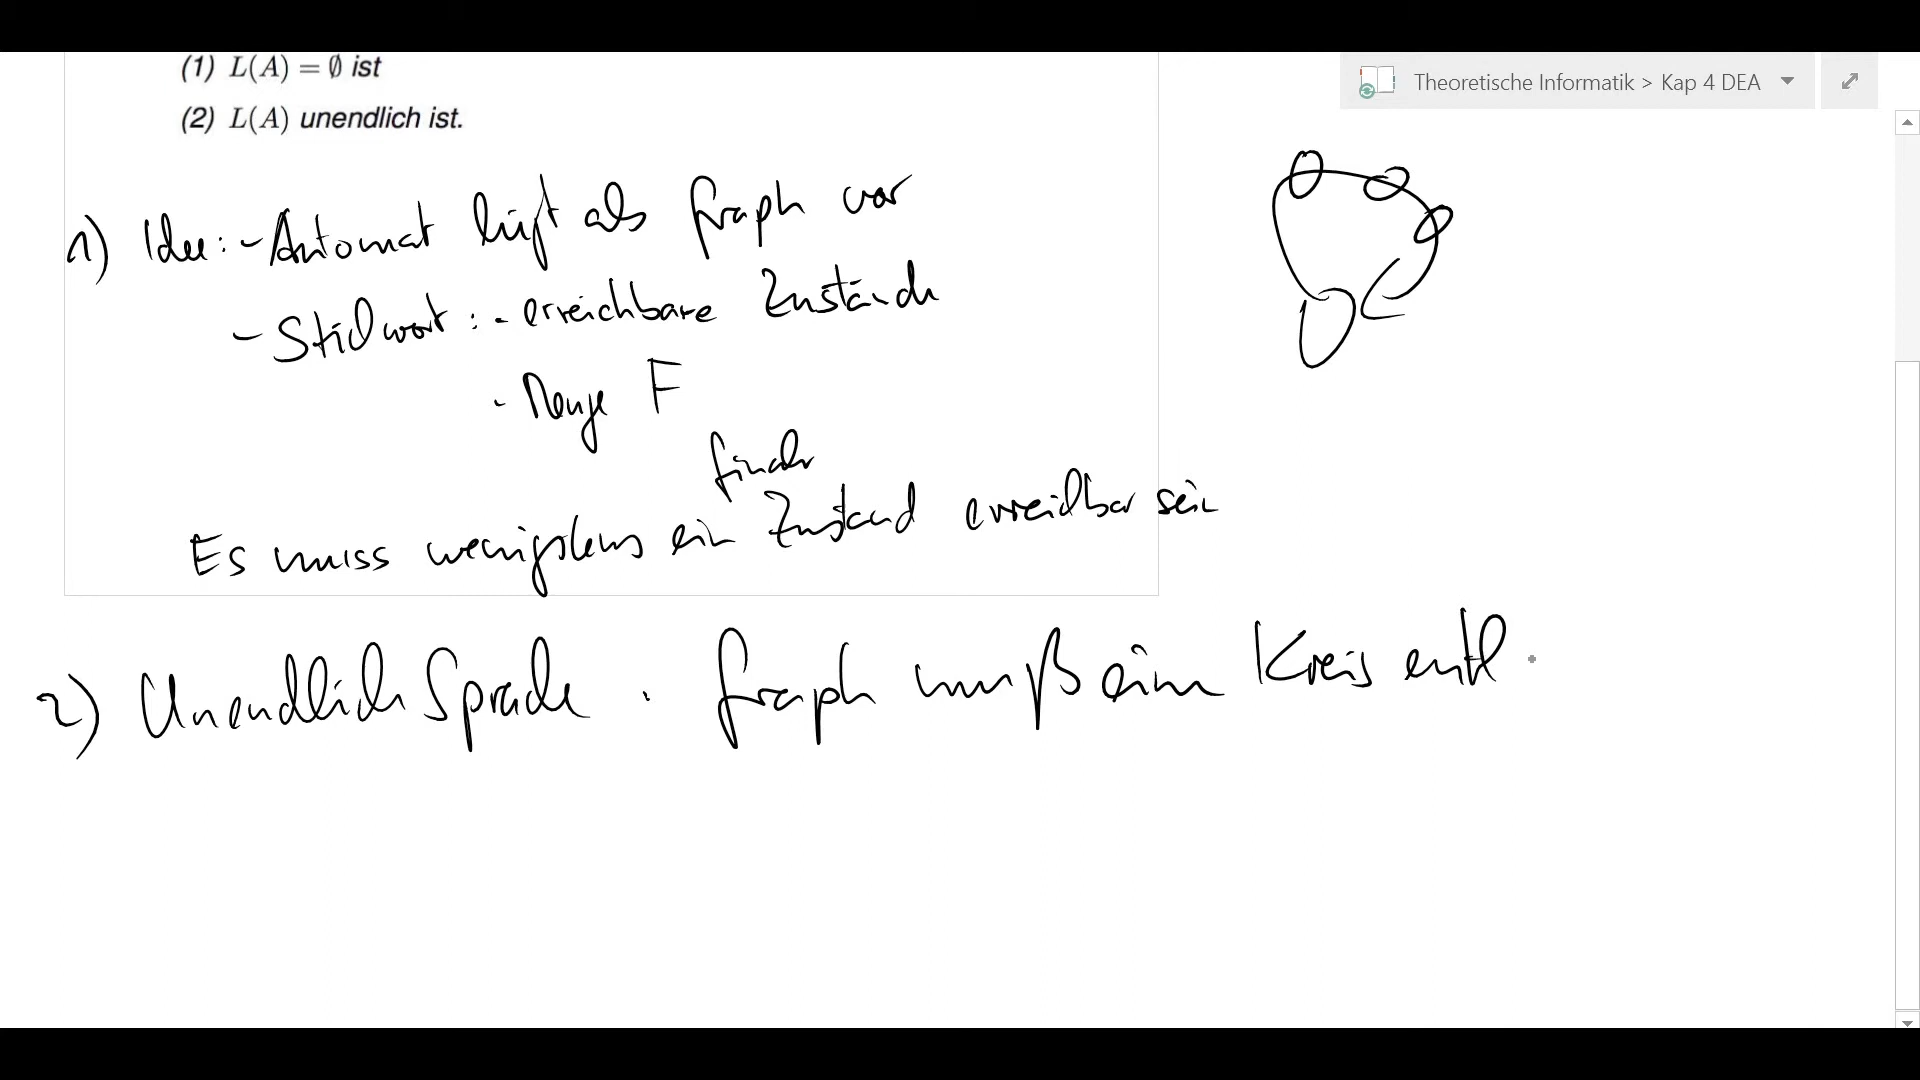 (1) L(A) = ∅ ist
(2) L(A) unendlich ist.
Theoretische Informatik > Kap 4 DEA
1) Idee: - Automat liegt als Graph vor
- Stichwort: - erreichbare Zustände
- Menge F
finaler
Es muss wenigstens ein Zustand erreichbar sein
2) Unendlich Sprache . Graph muß einen Kreis enth